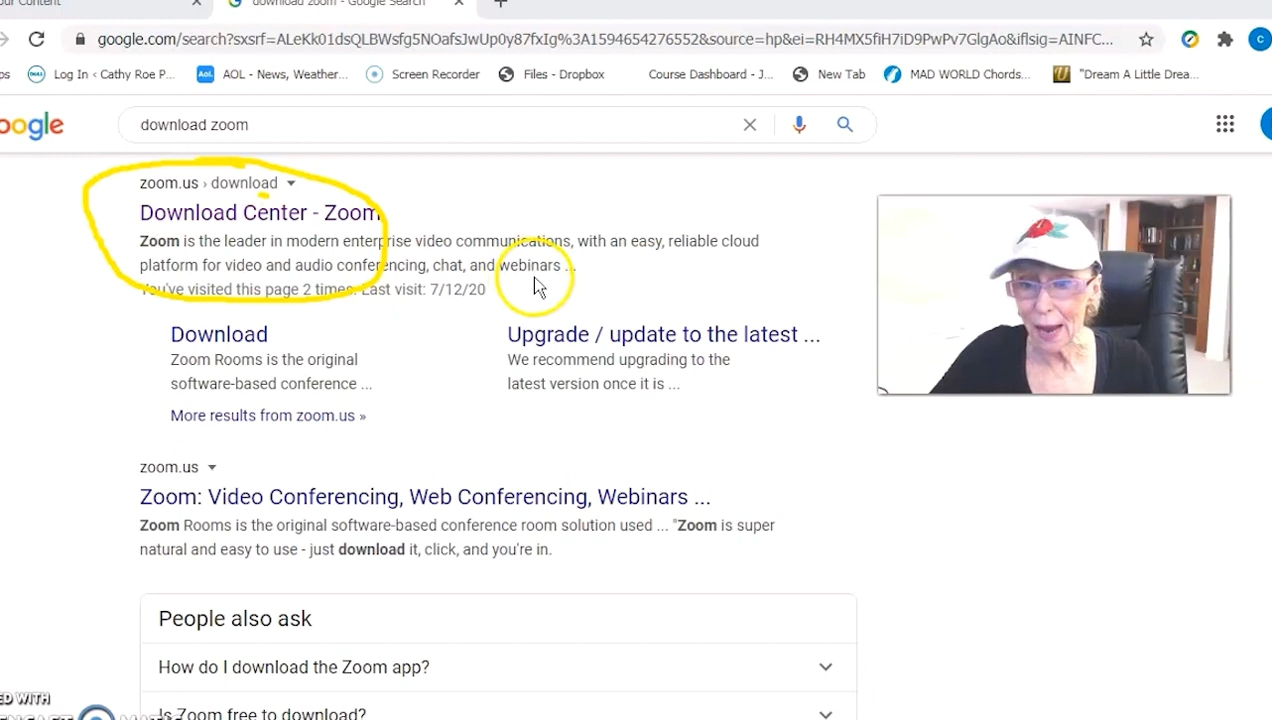 our Content
download zoom - Google Search
google.com/search?sxsrf=ALeKk01dsQLBWsfg5NOafsJwUp0y87fxIg%3A1594654276552&source=hp&ei=RH4MX5fiH7iD9PwPv7GlgAo&iflsig=AINFC...
ps Log In ‹ Cathy Roe P... AOL - News, Weather... Screen Recorder Files - Dropbox Course Dashboard - J... New Tab MAD WORLD Chords... "Dream A Little Drea...
oogle
download zoom
zoom.us › download
Download Center - Zoom
Zoom is the leader in modern enterprise video communications, with an easy, reliable cloud
platform for video and audio conferencing, chat, and webinars ...
You've visited this page 2 times. Last visit: 7/12/20
Download
Zoom Rooms is the original
software-based conference ...
More results from zoom.us »
Upgrade / update to the latest ...
We recommend upgrading to the
latest version once it is ...
zoom.us
Zoom: Video Conferencing, Web Conferencing, Webinars ...
Zoom Rooms is the original software-based conference room solution used ... "Zoom is super
natural and easy to use - just download it, click, and you're in.
People also ask
How do I download the Zoom app?
Is Zoom free to download?
ED WITH